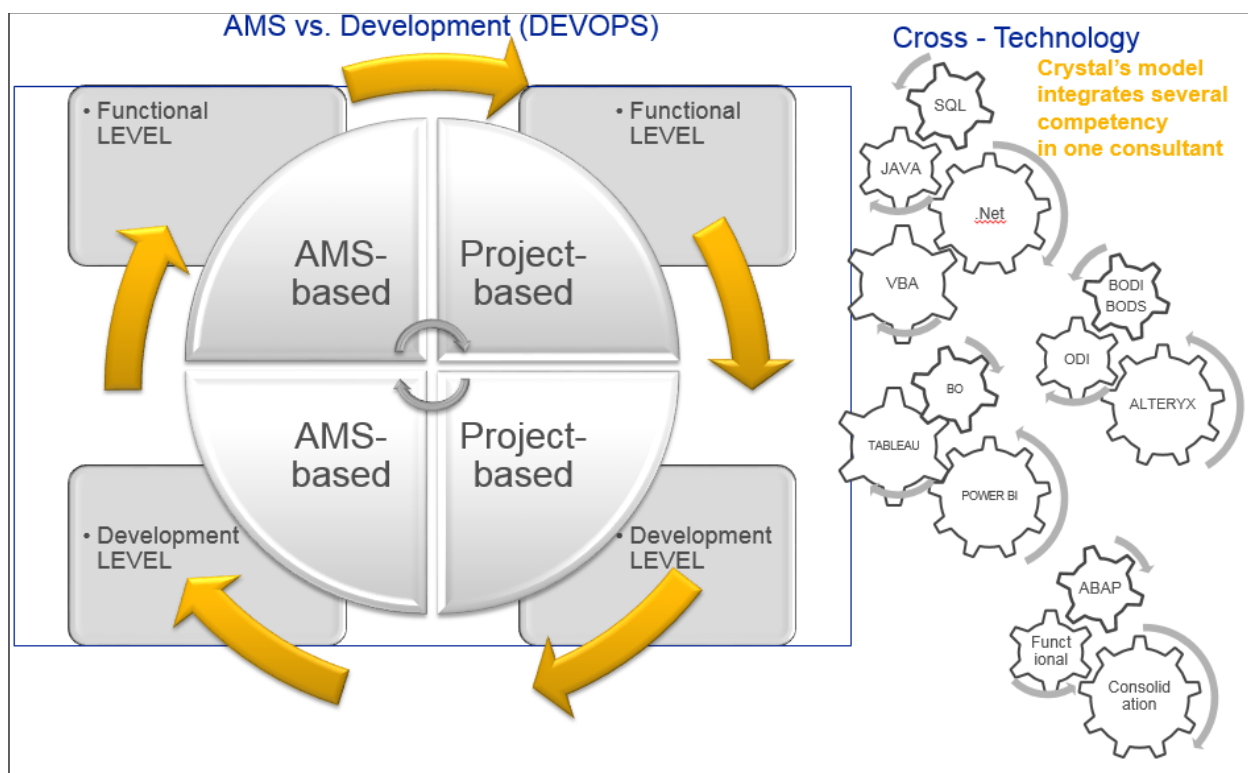 AMS vs. Development (DEVOPS)
• Functional
LEVEL
• Functional
LEVEL
AMS-
based
Project-
based
AMS-
based
Project-
based
• Development
LEVEL
• Development
LEVEL
Cross - Technology
Crystal’s model
integrates several
competency
in one consultant
SQL
JAVA
.Net
VBA
BODI
BODS
ODI
ALTERYX
BO
TABLEAU
POWER BI
ABAP
Funct
ional
Consolid
ation